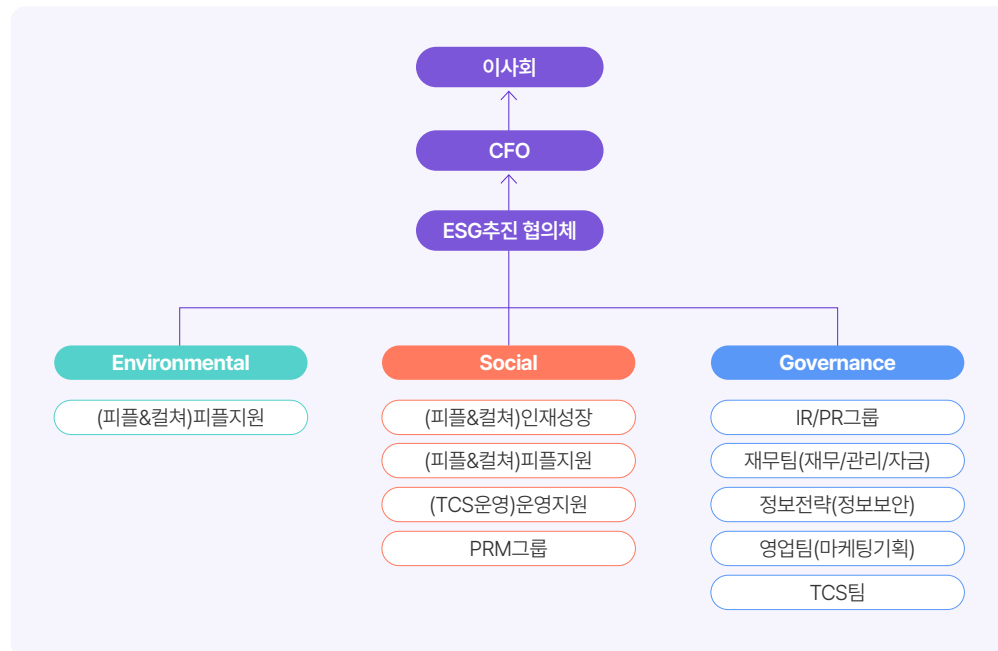 이사회
CFO
ESG추진 협의체
Environmental
(피플&컬쳐)피플지원
Social
(피플&컬쳐)인재성장
(피플&컬쳐)피플지원
(TCS운영)운영지원
PRM그룹
Governance
IR/PR그룹
재무팀(재무/관리/자금)
정보전략(정보보안)
영업팀(마케팅기획)
TCS팀